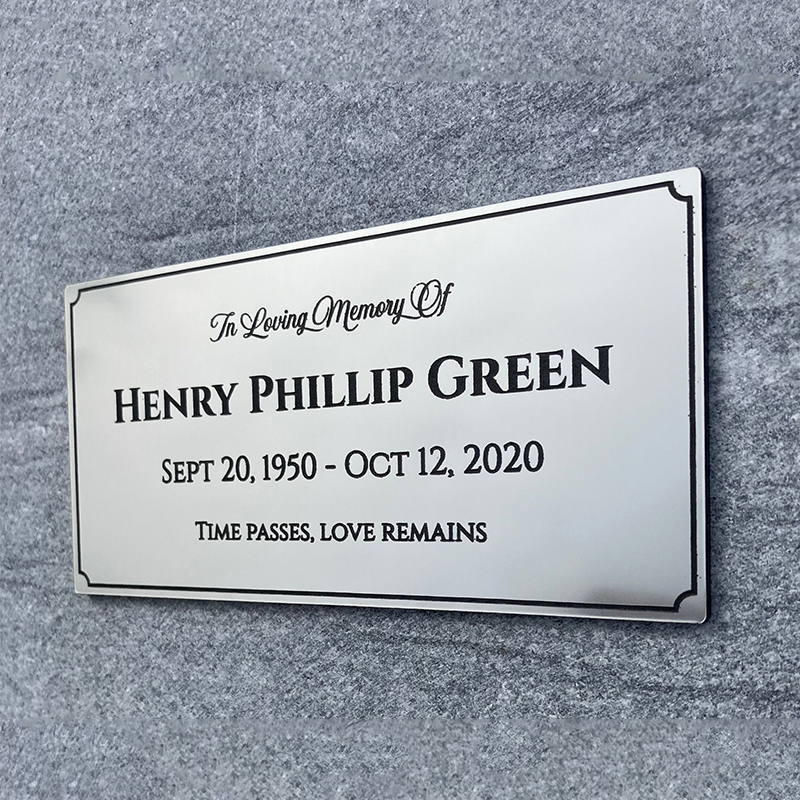 In Loving Memory Of
Henry Phillip Green
Sept 20, 1950 - Oct 12, 2020
Time passes, love remains